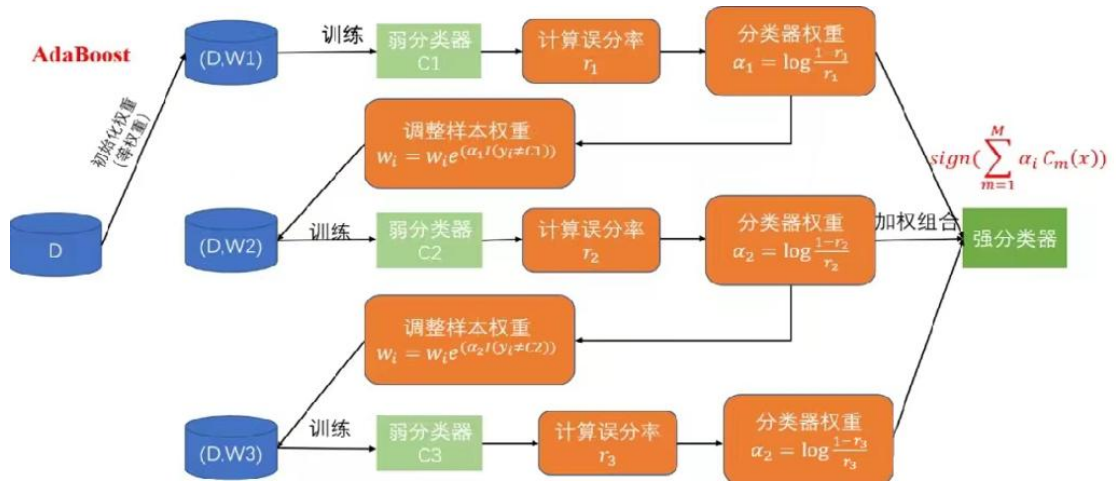 AdaBoost
(D,W1)
训练
弱分类器
C1
计算误分率
r₁
分类器权重
α₁ = log (1−r₁)/r₁
初始化权重
（等权重）
调整样本权重
wᵢ = wᵢe^(α₁I(yᵢ≠C1))
sign(∑_{m=1}^{M} αᵢ Cₘ(x))
D
(D,W2)
训练
弱分类器
C2
计算误分率
r₂
分类器权重
α₂ = log (1−r₂)/r₂
加权组合
强分类器
调整样本权重
wᵢ = wᵢe^(α₂I(yᵢ≠C2))
(D,W3)
训练
弱分类器
C3
计算误分率
r₃
分类器权重
α₂ = log (1−r₃)/r₃